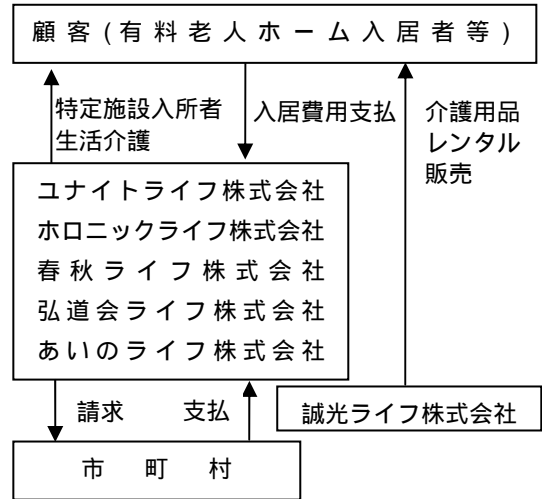 顧客(有料老人ホーム入居者等)
特定施設入所者
生活介護
入居費用支払
介護用品
レンタル
販売
ユナイトライフ株式会社
ホロニックライフ株式会社
春秋ライフ株式会社
弘道会ライフ株式会社
あいのライフ株式会社
請求
支払
誠光ライフ株式会社
市町村